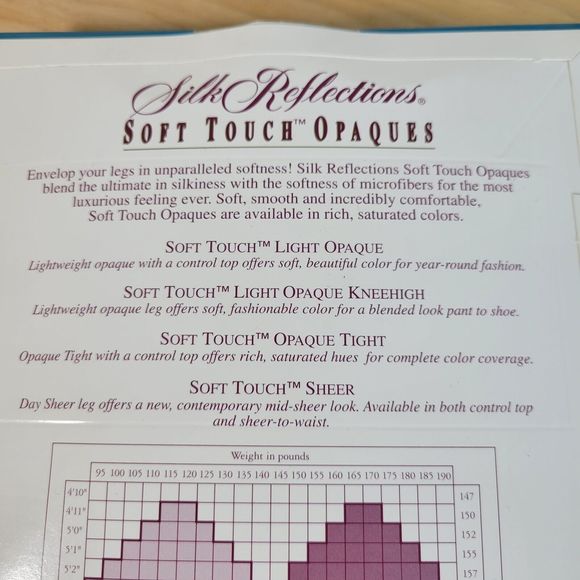 Silk Reflections®
SOFT TOUCH™ OPAQUES
Envelop your legs in unparalleled softness! Silk Reflections Soft Touch Opaques
blend the ultimate in silkiness with the softness of microfibers for the most
luxurious feeling ever. Soft, smooth and incredibly comfortable,
Soft Touch Opaques are available in rich, saturated colors.
SOFT TOUCH™ LIGHT OPAQUE
Lightweight opaque with a control top offers soft, beautiful color for year-round fashion.
SOFT TOUCH™ LIGHT OPAQUE KNEEHIGH
Lightweight opaque leg offers soft, fashionable color for a blended look pant to shoe.
SOFT TOUCH™ OPAQUE TIGHT
Opaque Tight with a control top offers rich, saturated hues for complete color coverage.
SOFT TOUCH™ SHEER
Day Sheer leg offers a new, contemporary mid-sheer look. Available in both control top
and sheer-to-waist.
Weight in pounds
95 100 105 110 115 120 125 130 135 140 145 150 155 160 165 170 175 180 185 190
4'10" 147
4'11" 150
5'0" 152
5'1" 155
5'2" 157